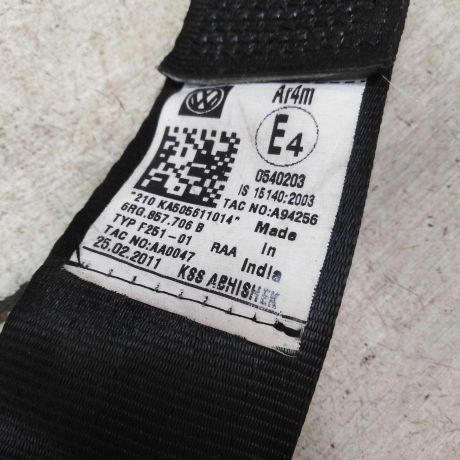 Ar4m
E4
0540203
IS 15140:2003
TAC NO:A94256
"210 KA505611014"
6RG.857.706 B
Made
TYP F251-01
RAA
In
TAC NO:AA0047
India
25.02.2011
KSS ABHISHEK